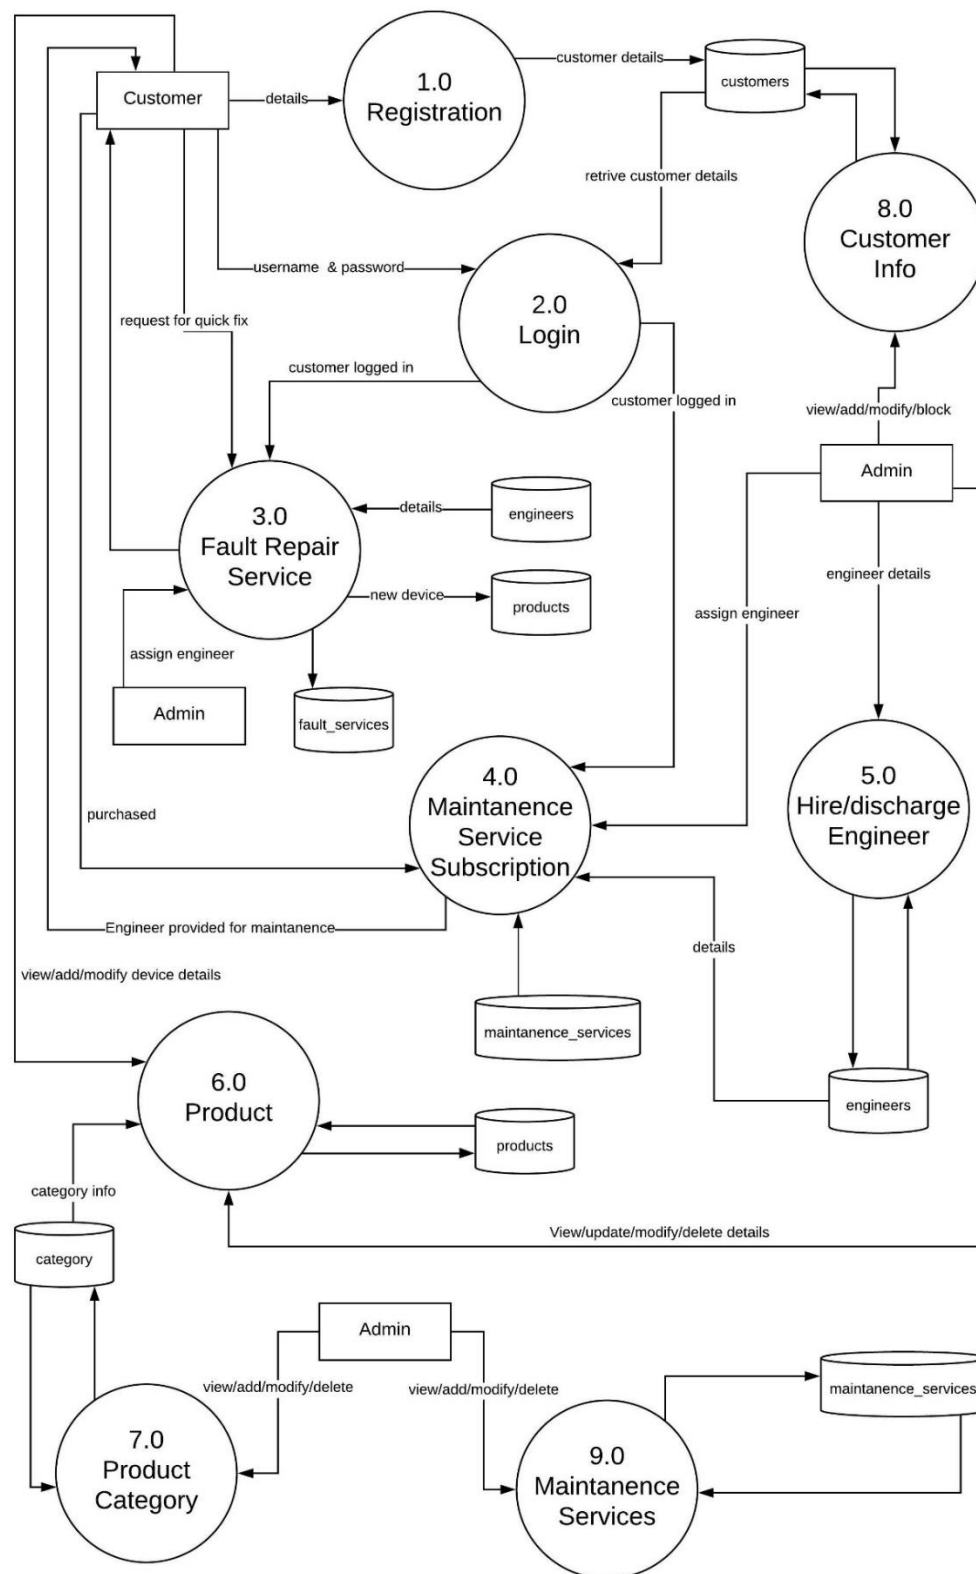 customer details
1.0
Registration
customers
Customer
details
retrive customer details
8.0
Customer
Info
username & password
2.0
Login
request for quick fix
customer logged in
customer logged in
view/add/modify/block
Admin
3.0
Fault Repair
Service
details
engineers
new device
products
engineer details
assign engineer
assign engineer
Admin
fault_services
4.0
Maintanence
Service
Subscription
5.0
Hire/discharge
Engineer
purchased
Engineer provided for maintanence
details
view/add/modify device details
maintanence_services
6.0
Product
engineers
products
category info
View/update/modify/delete details
category
Admin
view/add/modify/delete
view/add/modify/delete
maintanence_services
7.0
Product
Category
9.0
Maintanence
Services